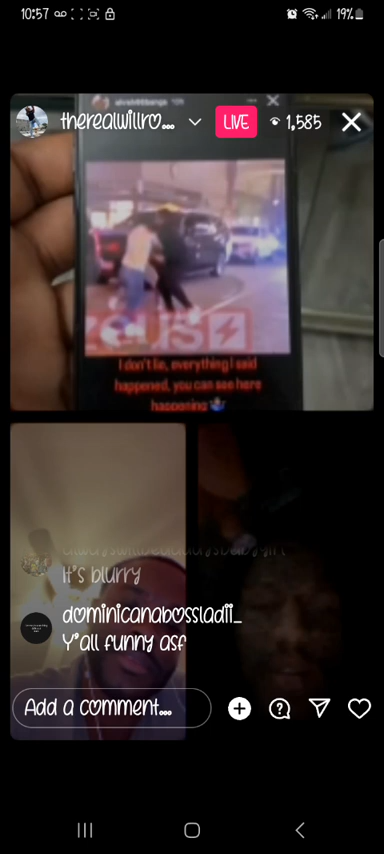 10:57
19%
therealwillro...
LIVE
1,585
I don't lie, everything I said
happened, you can see here
happening
It's blurry
dominicanabossladii_
Y'all funny asf
Add a comment...